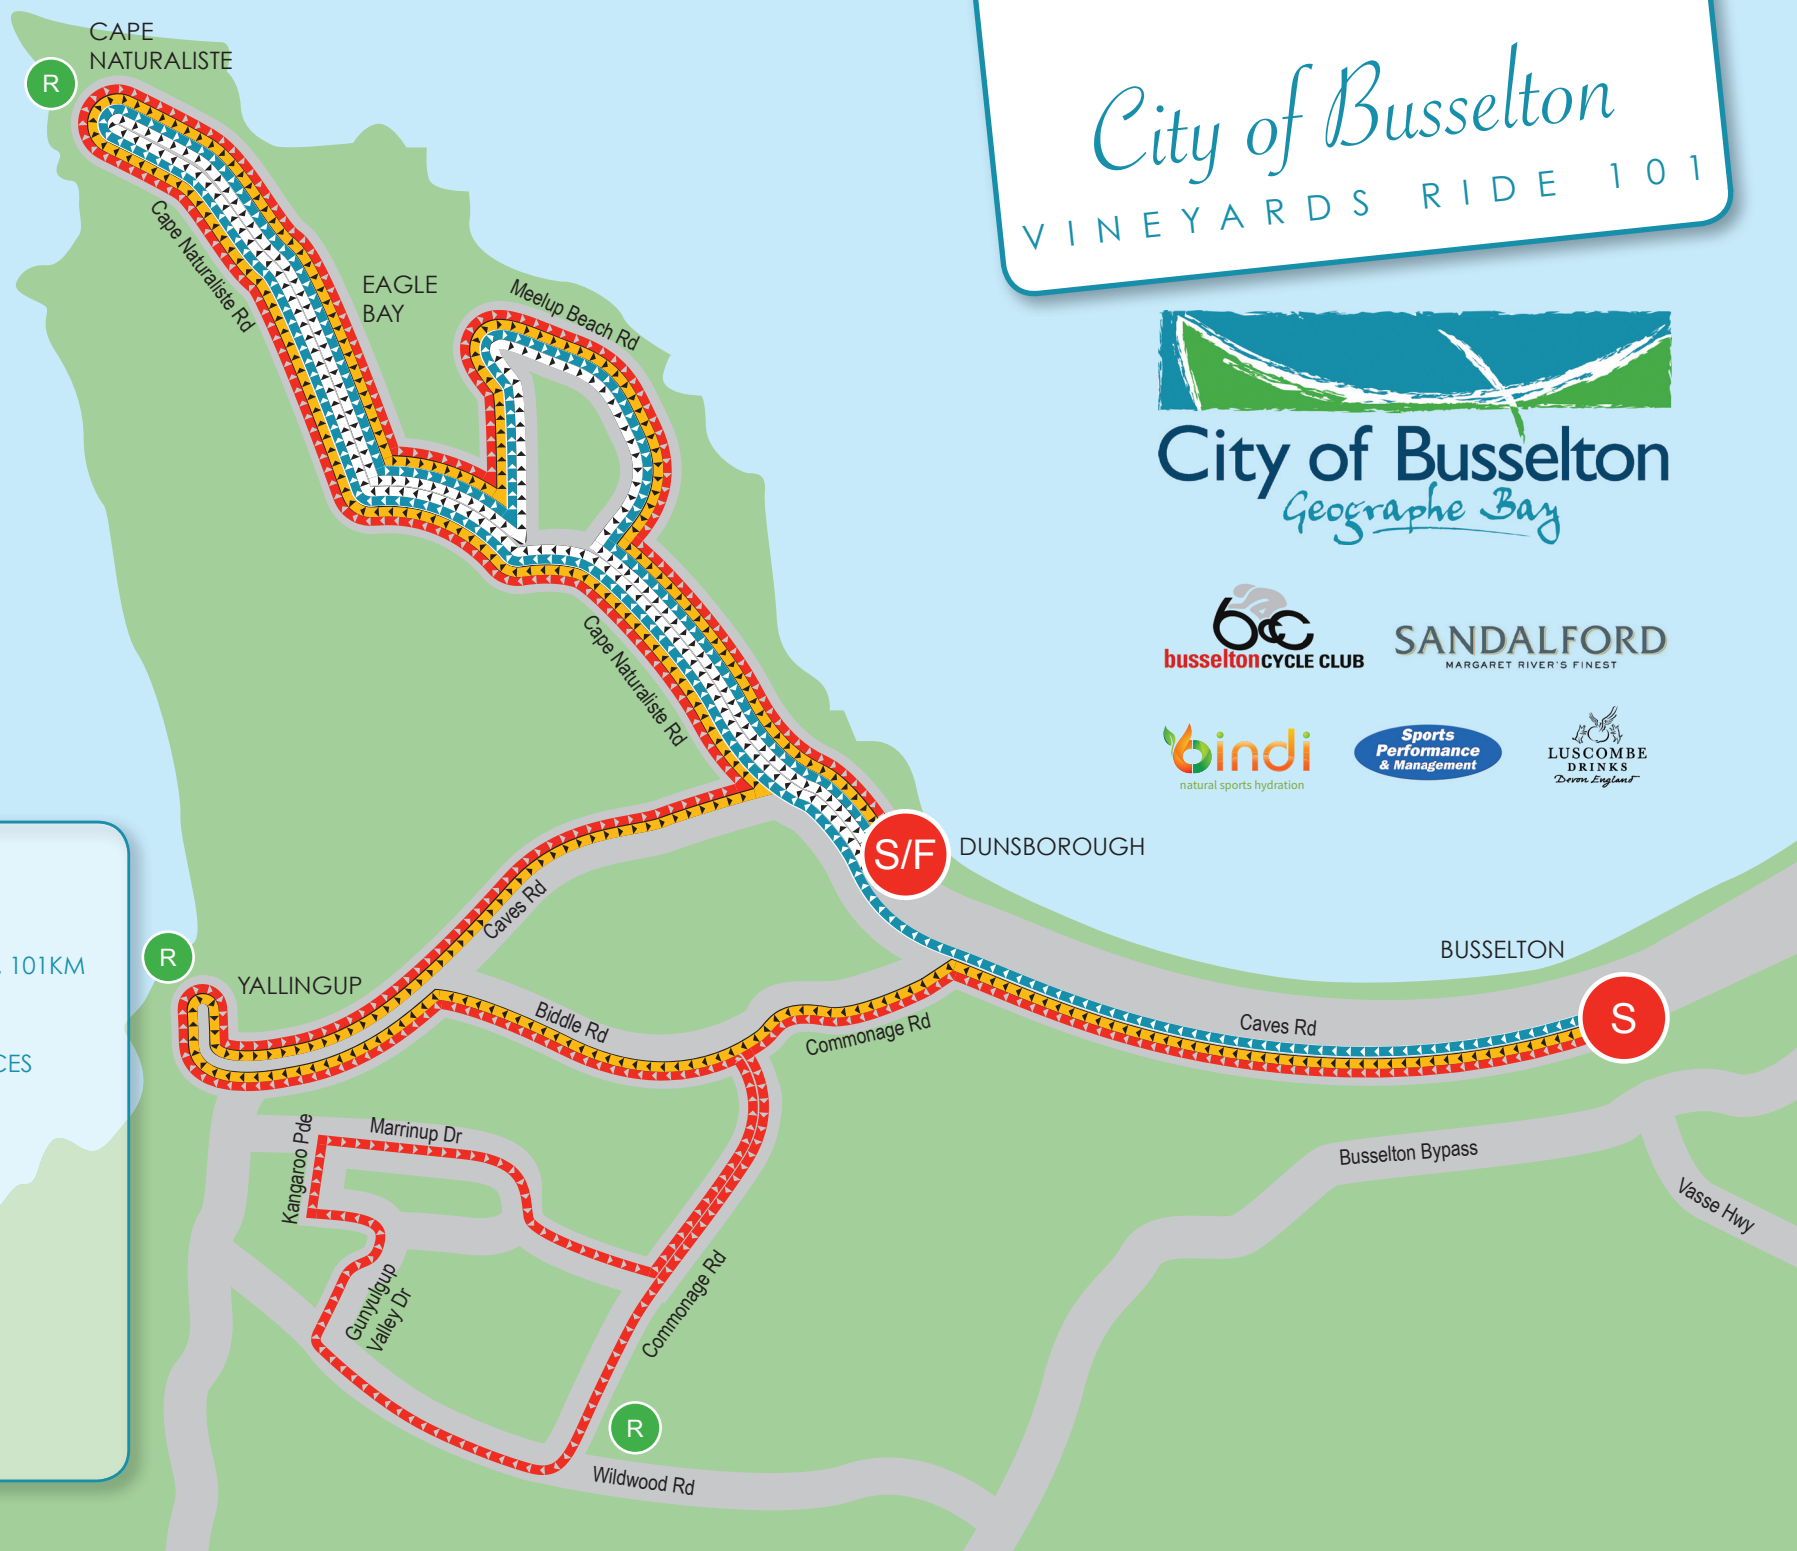 City of Busselton
VINEYARDS RIDE 101
CAPE
NATURALISTE
R
Cape Naturaliste Rd
EAGLE
BAY
Meelup Beach Rd
City of Busselton
Geographe Bay
bcc
busselton CYCLE CLUB
SANDALFORD
MARGARET RIVER'S FINEST
bindi
natural sports hydration
Sports
Performance
& Management
LUSCOMBE
DRINKS
Devon England
Cape Naturaliste Rd
S/F
DUNSBOROUGH
Caves Rd
BUSSELTON
S
101KM
CES
R
YALLINGUP
Biddle Rd
Commonage Rd
Caves Rd
Kangaroo Pde
Marrinup Dr
Busselton Bypass
Vasse Hwy
Gunyulgup
Valley Dr
Commonage Rd
R
Wildwood Rd